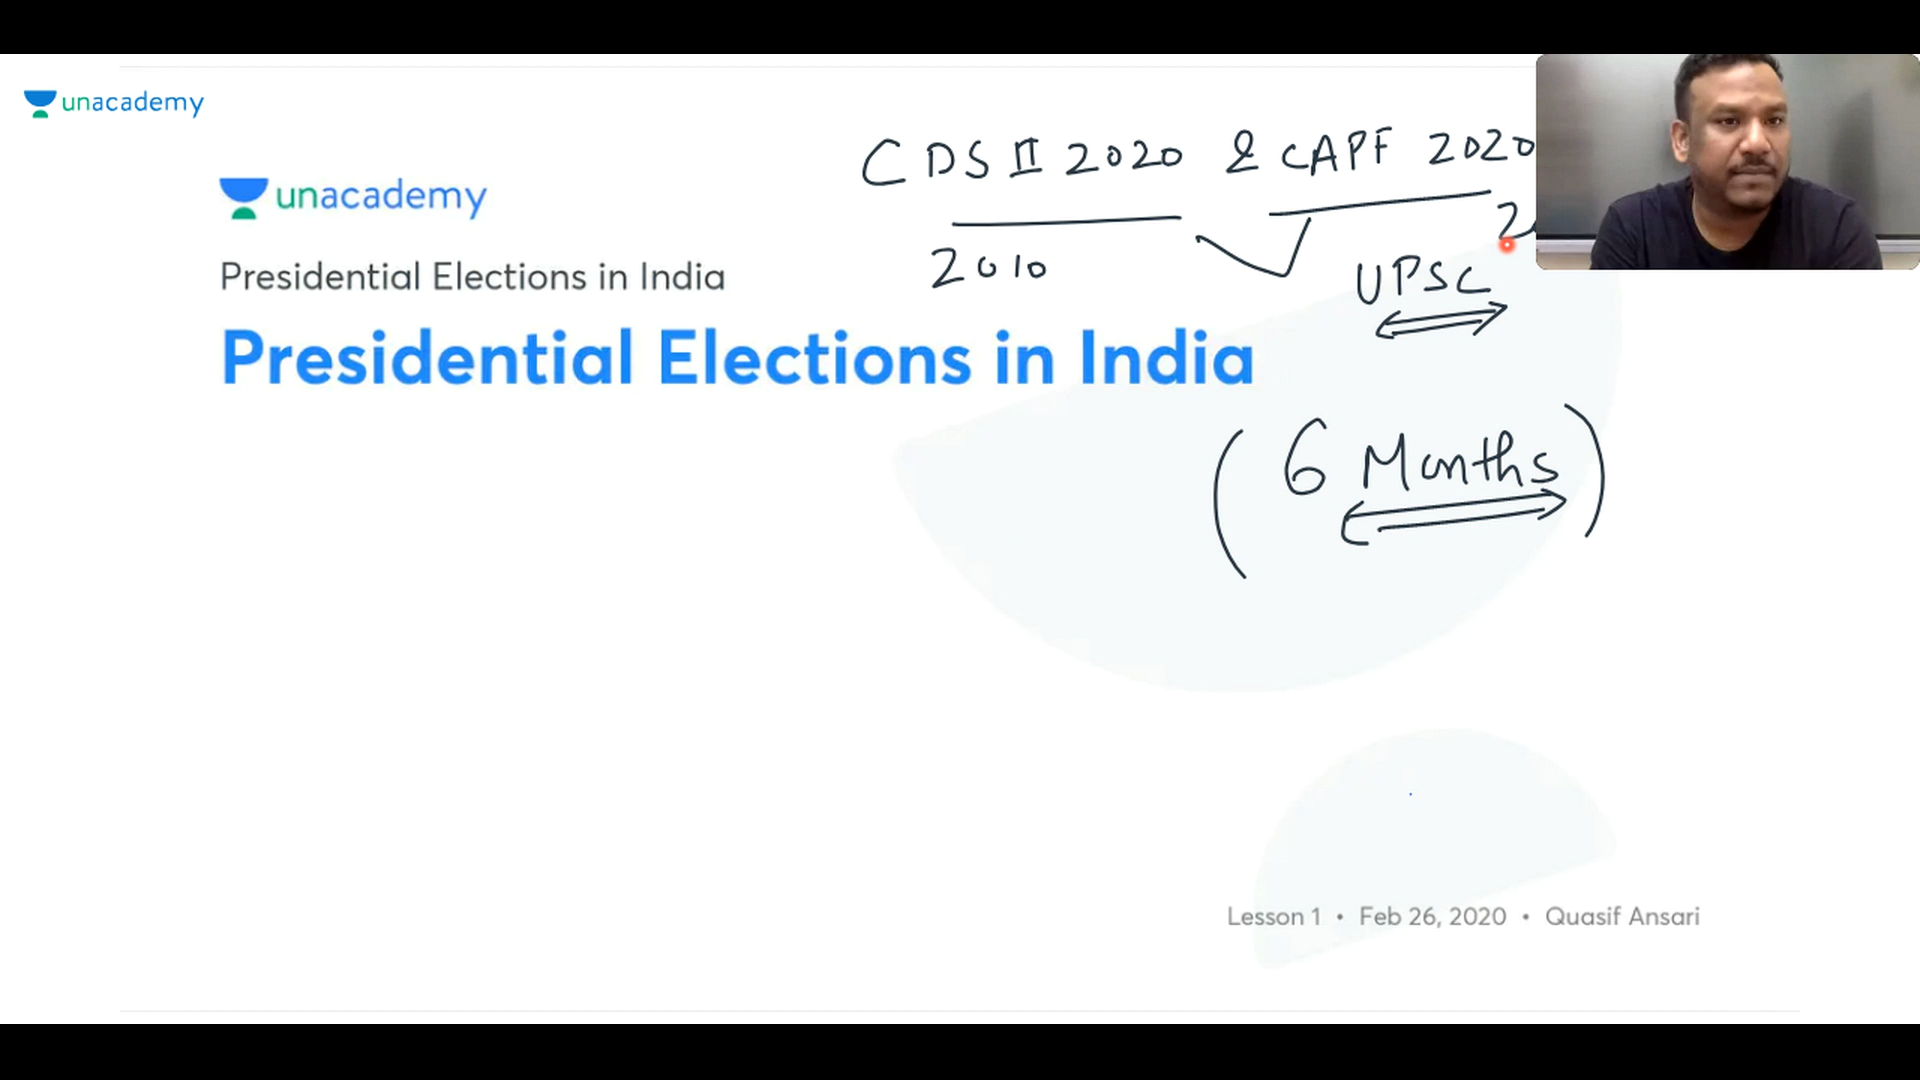 unacademy
CDS II 2020 & CAPF 2020
unacademy
2010
UPSC
Presidential Elections in India
Presidential Elections in India
(6 Months)
Lesson 1 • Feb 26, 2020 • Quasif Ansari